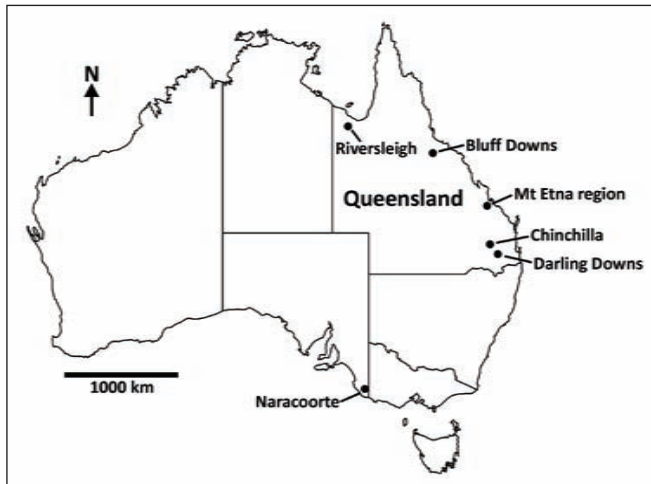 N
Riversleigh
Bluff Downs
Queensland
Mt Etna region
Chinchilla
Darling Downs
1000 km
Naracoorte